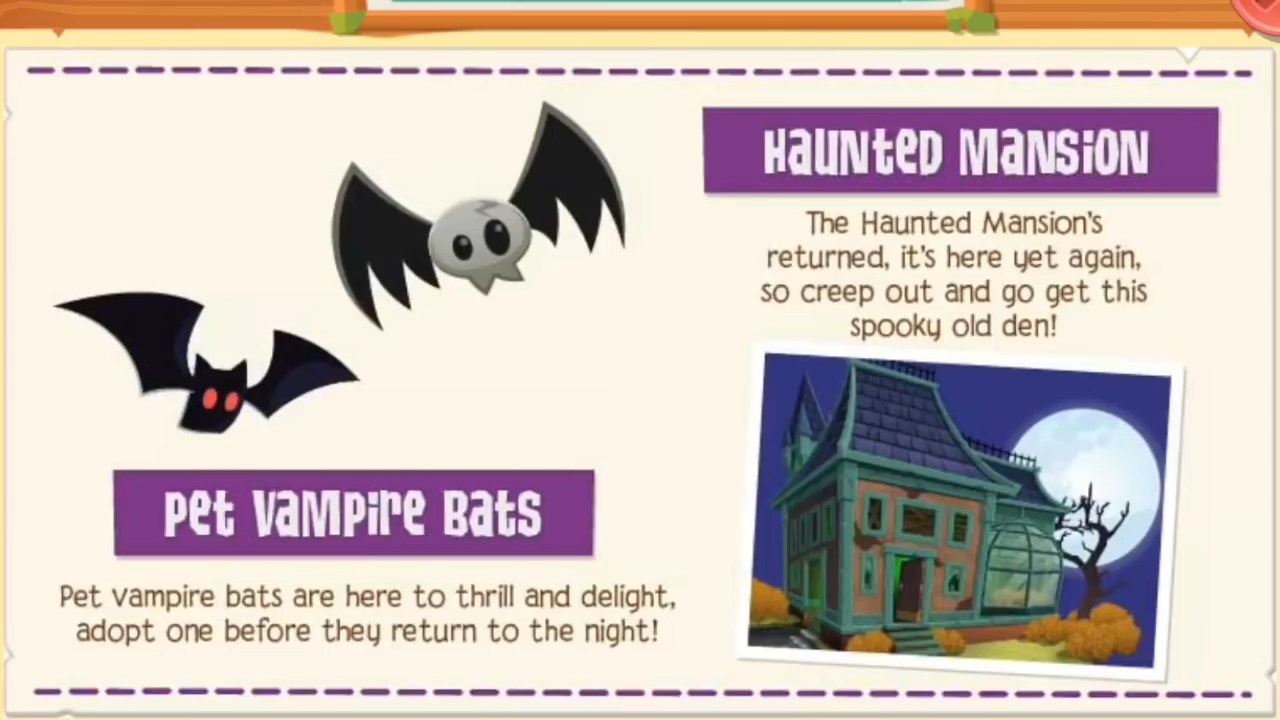 Haunted Mansion
The Haunted Mansion's
returned, it's here yet again,
so creep out and go get this
spooky old den!
Pet Vampire Bats
Pet vampire bats are here to thrill and delight,
adopt one before they return to the night!